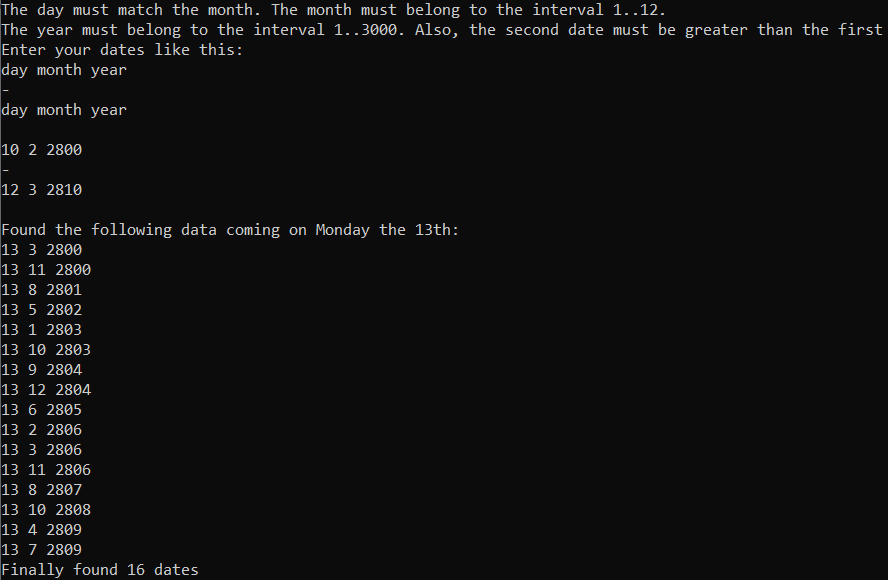 The day must match the month. The month must belong to the interval 1..12.
The year must belong to the interval 1..3000. Also, the second date must be greater than the first
Enter your dates like this:
day month year
-
day month year
10 2 2800
-
12 3 2810
Found the following data coming on Monday the 13th:
13 3 2800
13 11 2800
13 8 2801
13 5 2802
13 1 2803
13 10 2803
13 9 2804
13 12 2804
13 6 2805
13 2 2806
13 3 2806
13 11 2806
13 8 2807
13 10 2808
13 4 2809
13 7 2809
Finally found 16 dates